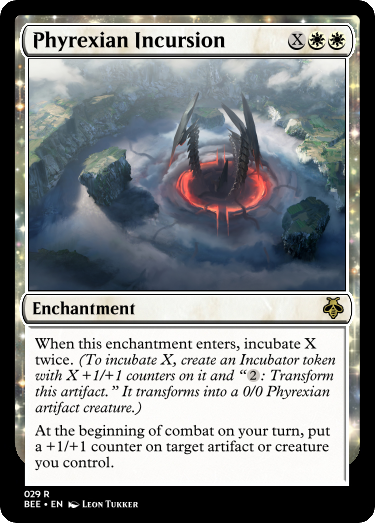 Phyrexian Incursion X
Enchantment
When this enchantment enters, incubate X
twice. (To incubate X, create an Incubator token
with X +1/+1 counters on it and “2: Transform
this artifact.” It transforms into a 0/0 Phyrexian
artifact creature.)
At the beginning of combat on your turn, put
a +1/+1 counter on target artifact or creature
you control.
029 R
BEE • EN Leon Tukker